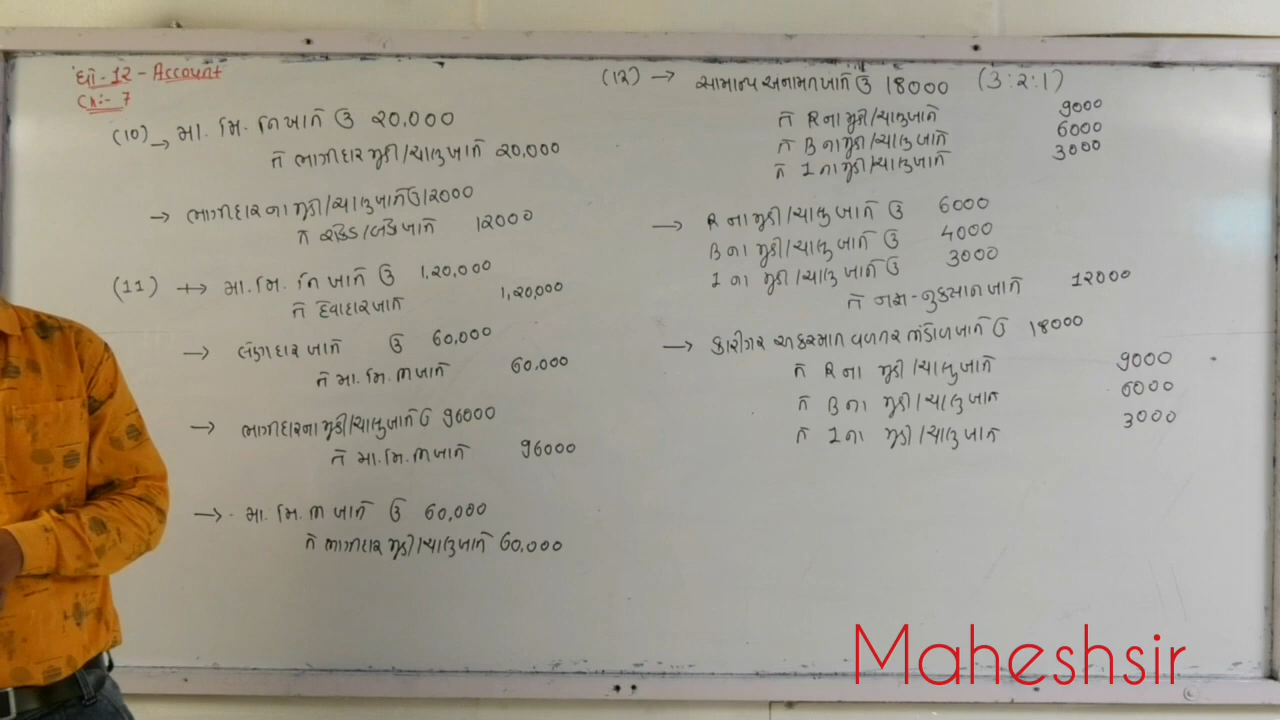 ધો - 12 - Account
Ch:- 7
(10) → મા. મિ. નિ ખાતે ઉ 20,000
તે ભાગીદાર મૂડી/ચાલુ ખાતે 20,000
→ ભાગીદારના મૂડી/ચાલુ ખાતે ઉ 12000
તે રોકડ/બેંક ખાતે 12000
(11) → મા. મિ. નિ ખાતે ઉ 1,20,000
તે દેવાદાર ખાતે 1,20,000
→ લેણદાર ખાતે ઉ 60,000
તે મા. મિ. ખાતે 60,000
→ ભાગીદારના મૂડી/ચાલુ ખાતે ઉ 96000
તે મા. મિ. ખાતે 96000
→ મા. મિ. ખાતે ઉ 60,000
તે ભાગીદાર મૂડી/ચાલુ ખાતે 60,000
(12) → સામાન્ય અનામત ખાતે ઉ 18000 (3:2:1)
તે R ના મૂડી/ચાલુ ખાતે 9000
તે B ના મૂડી/ચાલુ ખાતે 6000
તે I ના મૂડી/ચાલુ ખાતે 3000
→ R ના મૂડી/ચાલુ ખાતે ઉ 6000
B ના મૂડી/ચાલુ ખાતે ઉ 4000
I ના મૂડી/ચાલુ ખાતે ઉ 3000
તે નફા-નુકસાન ખાતે 12000
→ કારીગર અકસ્માત વળતર ભંડોળ ખાતે ઉ 18000
તે R ના મૂડી/ચાલુ ખાતે 9000
તે B ના મૂડી/ચાલુ ખાતે 6000
તે I ના મૂડી/ચાલુ ખાતે 3000
Maheshsir